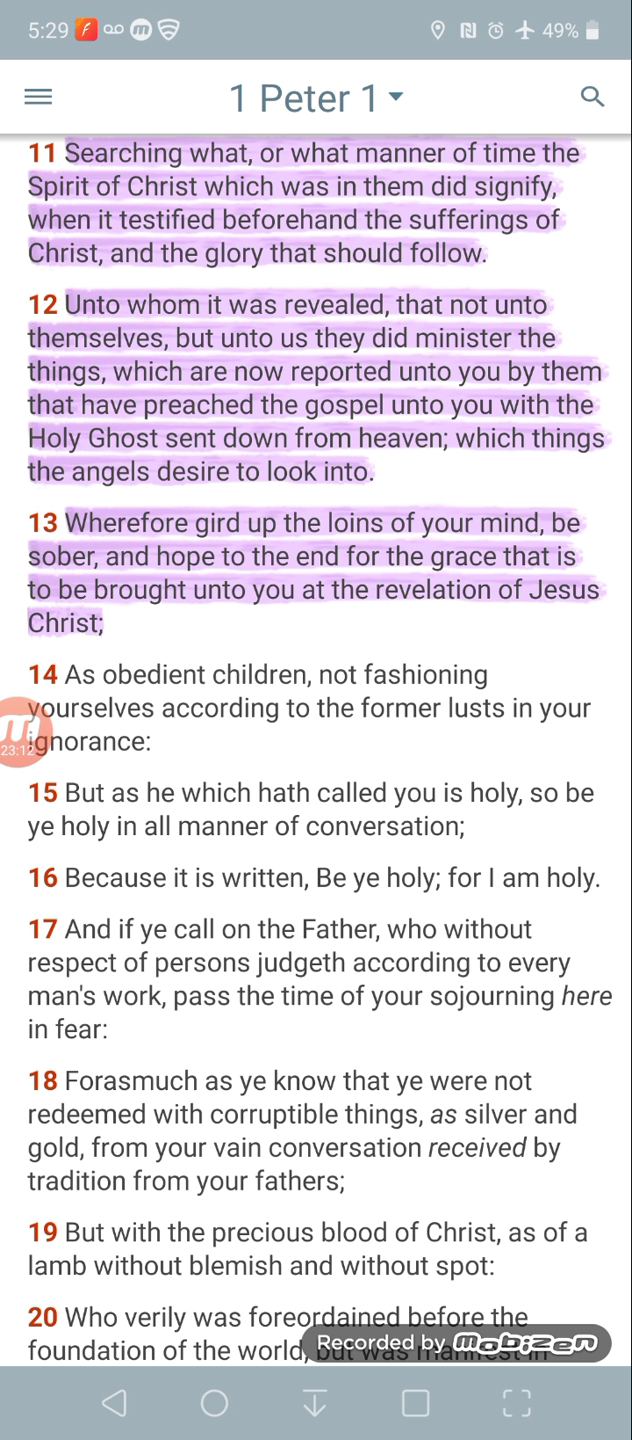 5:29 49%
1 Peter 1
11 Searching what, or what manner of time the
Spirit of Christ which was in them did signify,
when it testified beforehand the sufferings of
Christ, and the glory that should follow.
12 Unto whom it was revealed, that not unto
themselves, but unto us they did minister the
things, which are now reported unto you by them
that have preached the gospel unto you with the
Holy Ghost sent down from heaven; which things
the angels desire to look into.
13 Wherefore gird up the loins of your mind, be
sober, and hope to the end for the grace that is
to be brought unto you at the revelation of Jesus
Christ;
14 As obedient children, not fashioning
yourselves according to the former lusts in your
ignorance:
23:12
15 But as he which hath called you is holy, so be
ye holy in all manner of conversation;
16 Because it is written, Be ye holy; for I am holy.
17 And if ye call on the Father, who without
respect of persons judgeth according to every
man's work, pass the time of your sojourning here
in fear:
18 Forasmuch as ye know that ye were not
redeemed with corruptible things, as silver and
gold, from your vain conversation received by
tradition from your fathers;
19 But with the precious blood of Christ, as of a
lamb without blemish and without spot:
20 Who verily was foreordained before the
foundation of the world, but was manifest in
Recorded by Mobizen